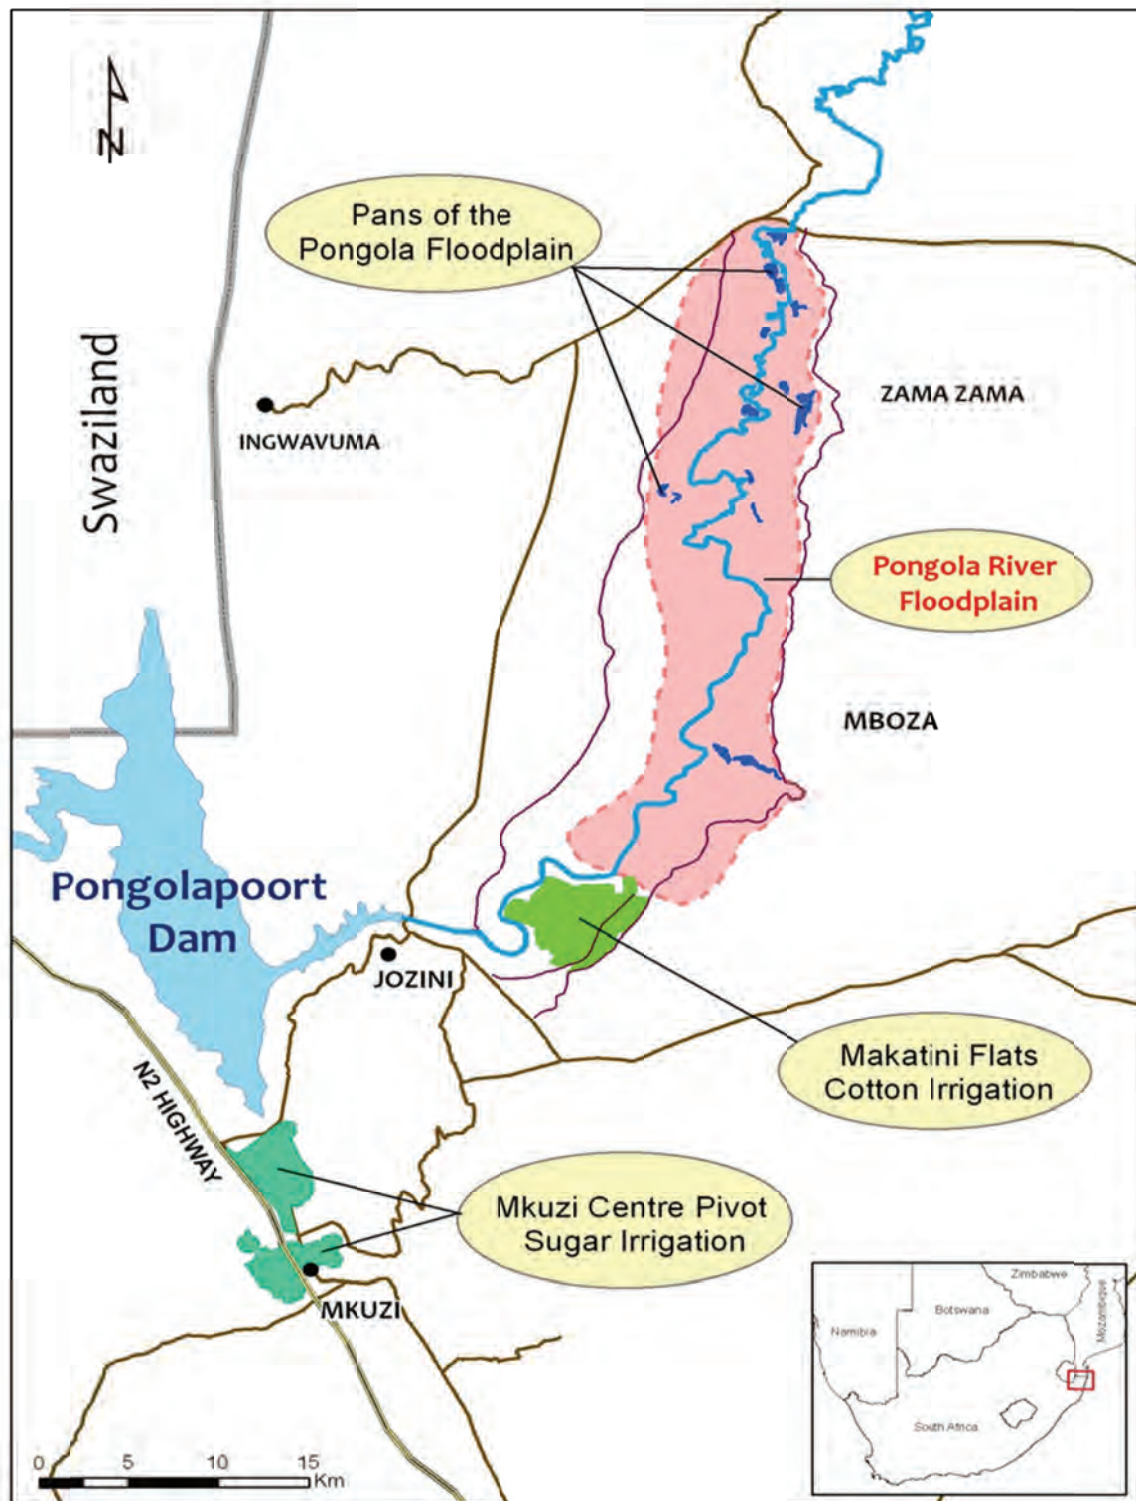 N
Pans of the
Pongola Floodplain
Swaziland
INGWAVUMA
ZAMA ZAMA
Pongola River
Floodplain
MBOZA
Pongolapoort
Dam
JOZINI
Makatini Flats
Cotton Irrigation
N2 HIGHWAY
Mkuzi Centre Pivot
Sugar Irrigation
MKUZI
0 5 10 15
Km
Zimbabwe
Botswana
Mozambique
Namibia
South Africa